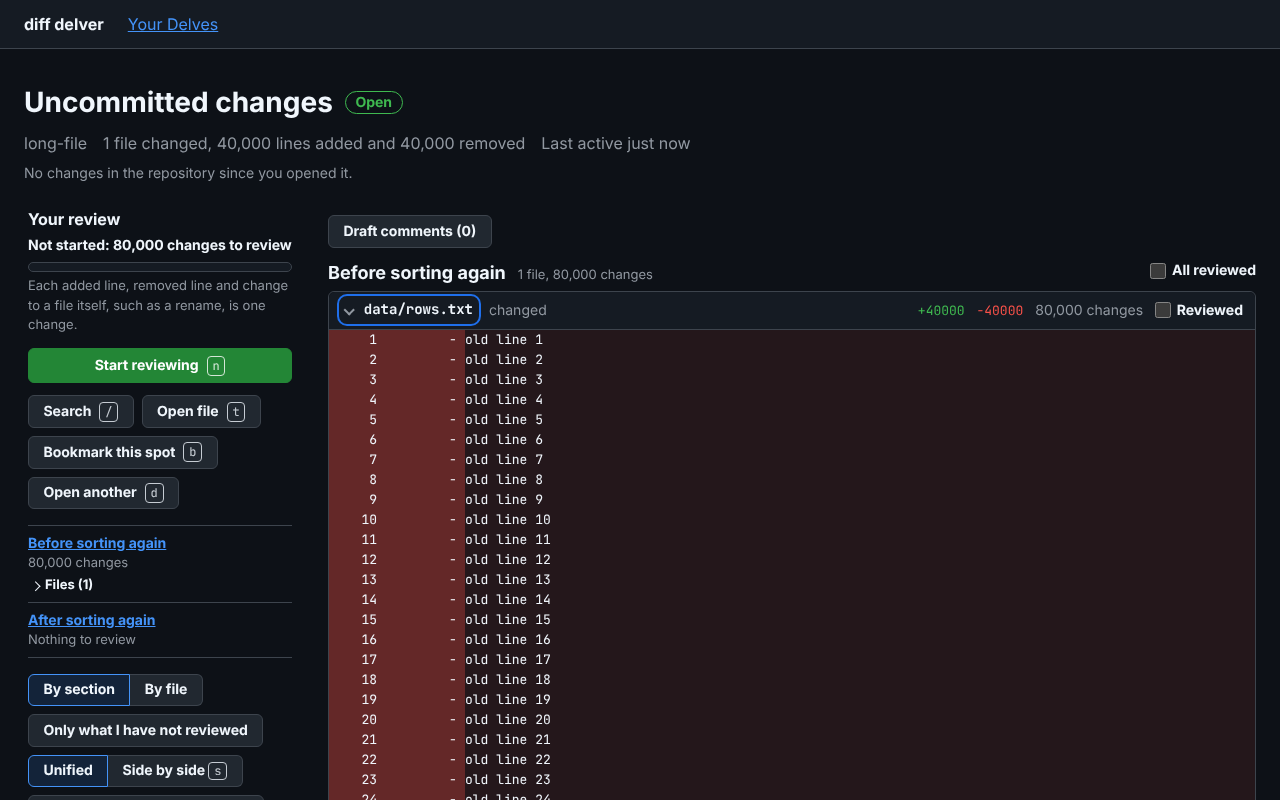 diff delver Your Delves
Uncommitted changes Open
long-file 1 file changed, 40,000 lines added and 40,000 removed Last active just now
No changes in the repository since you opened it.
Your review
Not started: 80,000 changes to review
Each added line, removed line and change
to a file itself, such as a rename, is one
change.
Start reviewing n
Search / Open file t
Bookmark this spot b
Open another d
Before sorting again
80,000 changes
Files (1)
After sorting again
Nothing to review
By section By file
Only what I have not reviewed
Unified Side by side s
Draft comments (0)
Before sorting again 1 file, 80,000 changes All reviewed
data/rows.txt changed +40000 -40000 80,000 changes Reviewed
1 - old line 1
2 - old line 2
3 - old line 3
4 - old line 4
5 - old line 5
6 - old line 6
7 - old line 7
8 - old line 8
9 - old line 9
10 - old line 10
11 - old line 11
12 - old line 12
13 - old line 13
14 - old line 14
15 - old line 15
16 - old line 16
17 - old line 17
18 - old line 18
19 - old line 19
20 - old line 20
21 - old line 21
22 - old line 22
23 - old line 23
24 - old line 24